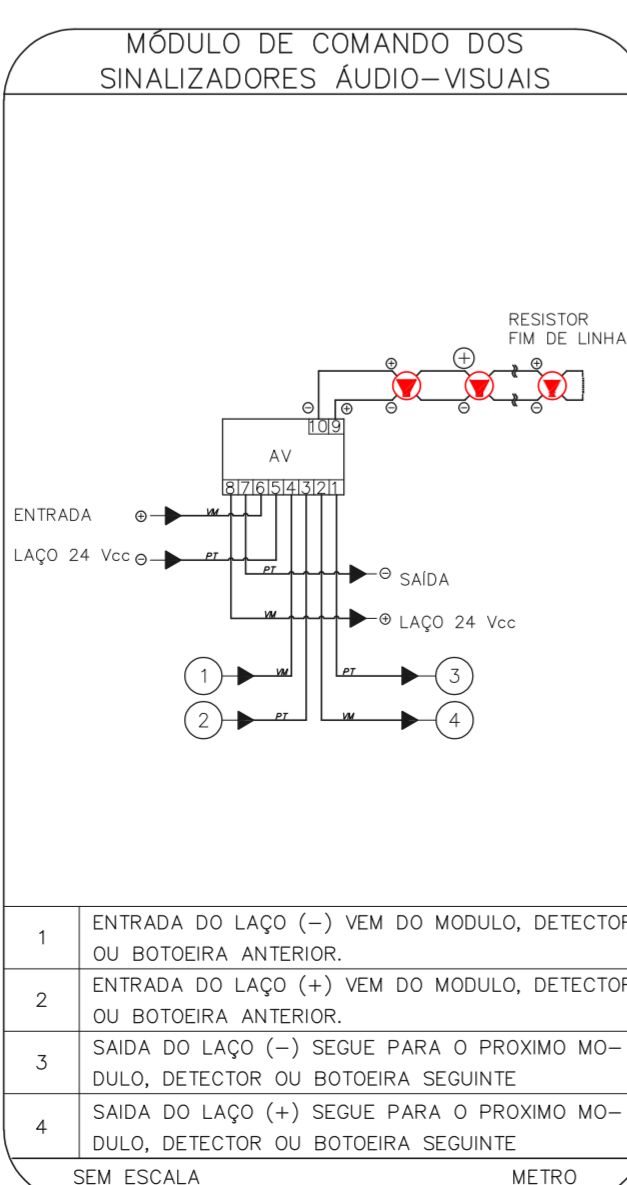 MÓDULO DE COMANDO DOS
SINALIZADORES ÁUDIO-VISUAIS
RESISTOR
FIM DE LINHA
⊕ ⊕ ⊕
⊖ ⊖ ⊖
⊖ ⊕
10 9
AV
8 7 6 5 4 3 2 1
ENTRADA ⊕ VM
LAÇO 24 Vcc ⊖ PT
PT ⊖ SAÍDA
VM ⊕ LAÇO 24 Vcc
1 VM PT 3
2 PT VM 4
1 ENTRADA DO LAÇO (-) VEM DO MODULO, DETECTOR
OU BOTOEIRA ANTERIOR.
2 ENTRADA DO LAÇO (+) VEM DO MODULO, DETECTOR
OU BOTOEIRA ANTERIOR.
3 SAIDA DO LAÇO (-) SEGUE PARA O PROXIMO MO-
DULO, DETECTOR OU BOTOEIRA SEGUINTE
4 SAIDA DO LAÇO (+) SEGUE PARA O PROXIMO MO-
DULO, DETECTOR OU BOTOEIRA SEGUINTE
SEM ESCALA METRO